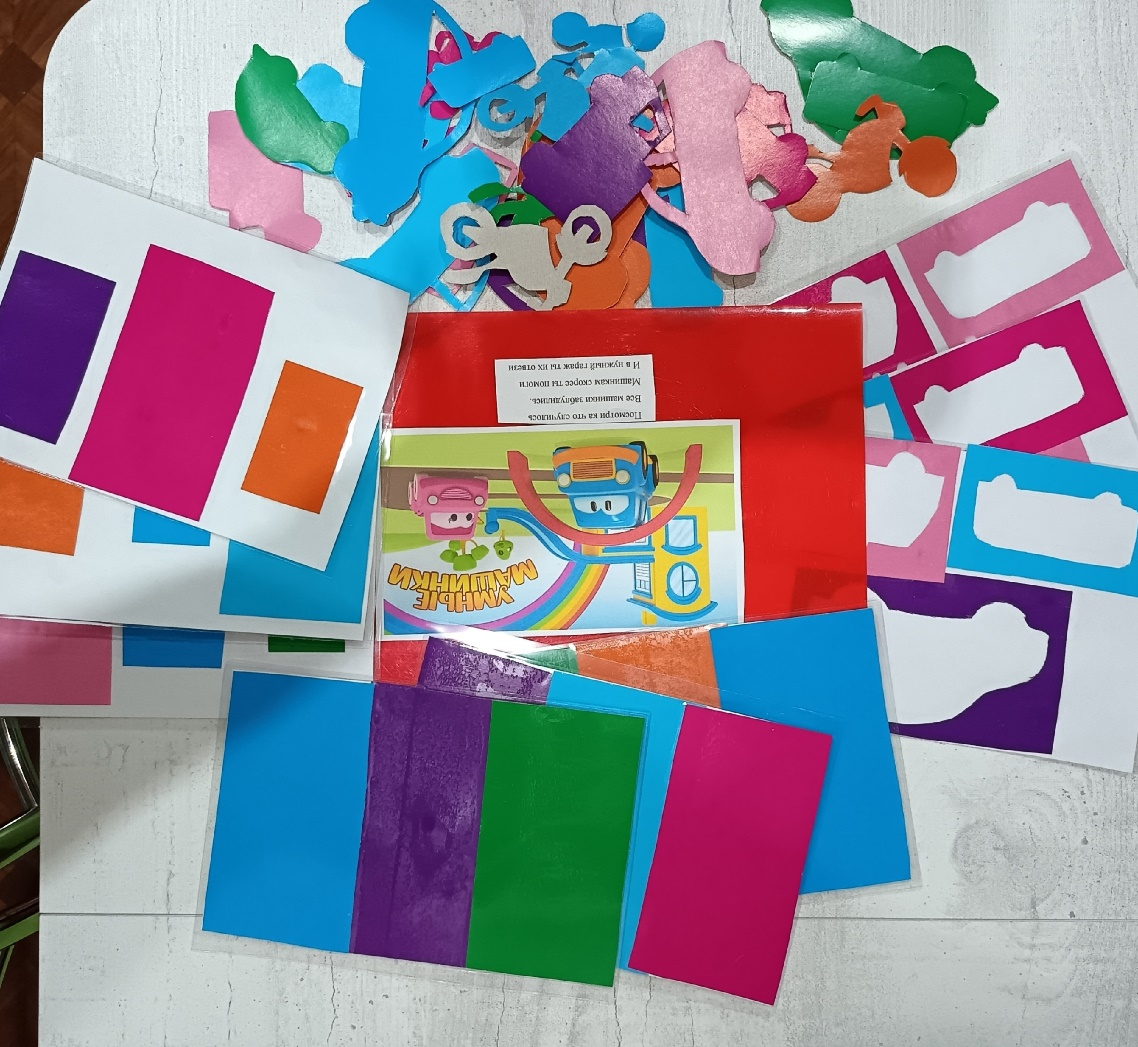 Посмотри ка что случилось
Все машинки заблудились.
Машинкам скорее ты помоги
И в нужный гараж ты их отвези
УМНЫЕ
МАШИНКИ